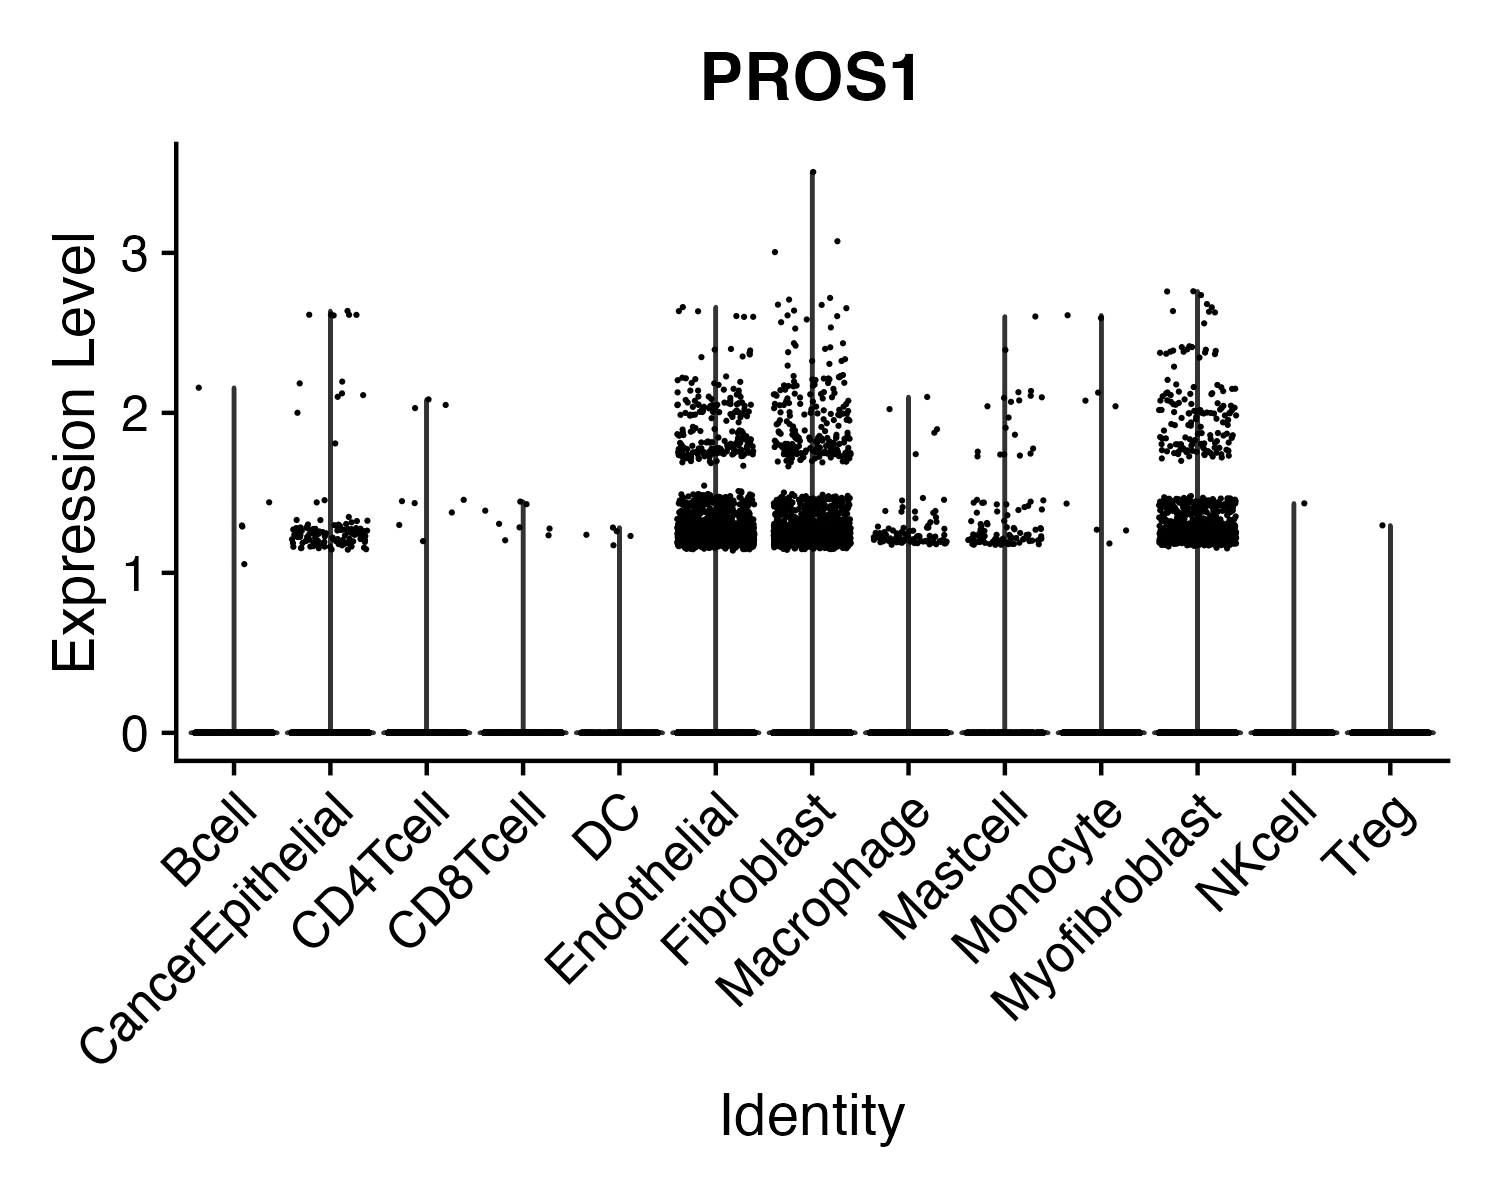 PROS1
Expression Level
3
2
1
0
Bcell
CancerEpithelial
CD4Tcell
CD8Tcell
DC
Endothelial
Fibroblast
Macrophage
Mastcell
Monocyte
Myofibroblast
NKcell
Treg
Identity